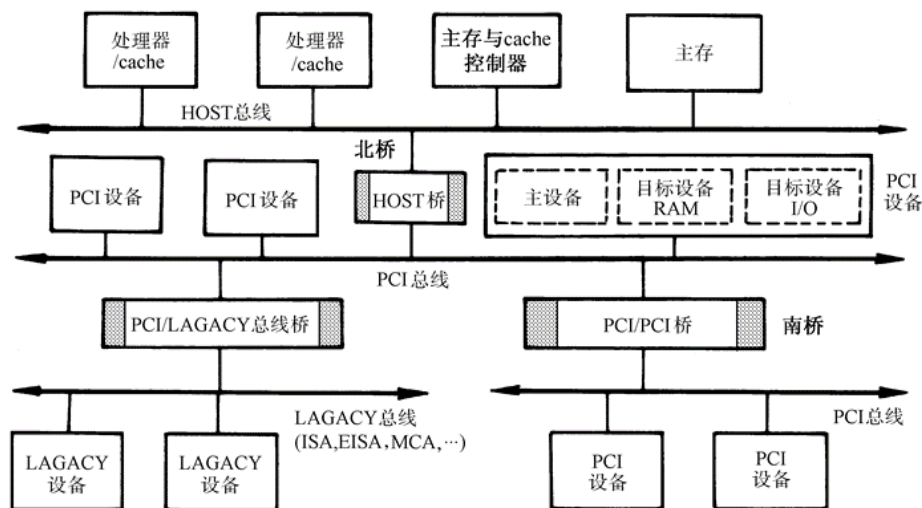 处理器
/cache
处理器
/cache
主存与cache
控制器
主存
HOST总线
北桥
PCI设备
PCI设备
HOST桥
主设备
目标设备
RAM
目标设备
I/O
PCI
设备
PCI总线
PCI/LAGACY总线桥
PCI/PCI桥
南桥
LAGACY总线
(ISA,EISA,MCA,…)
PCI总线
LAGACY
设备
LAGACY
设备
PCI
设备
PCI
设备